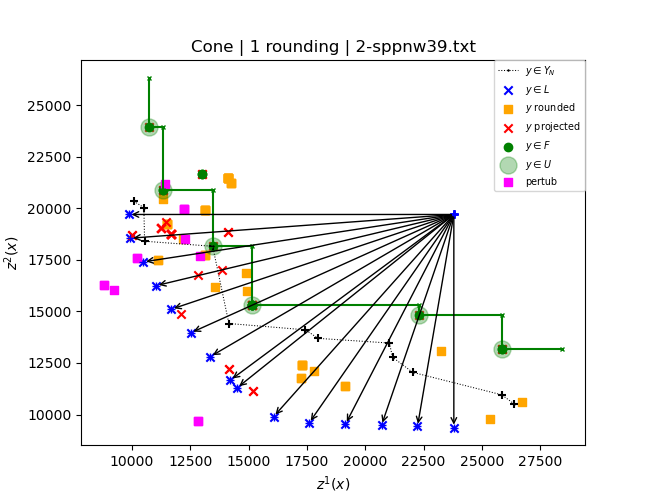 Cone | 1 rounding | 2-sppnw39.txt
y ∈ Y_N
y ∈ L
y rounded
y projected
y ∈ F
y ∈ U
pertub
z²(x)
25000
22500
20000
17500
15000
12500
10000
10000 12500 15000 17500 20000 22500 25000 27500
z¹(x)